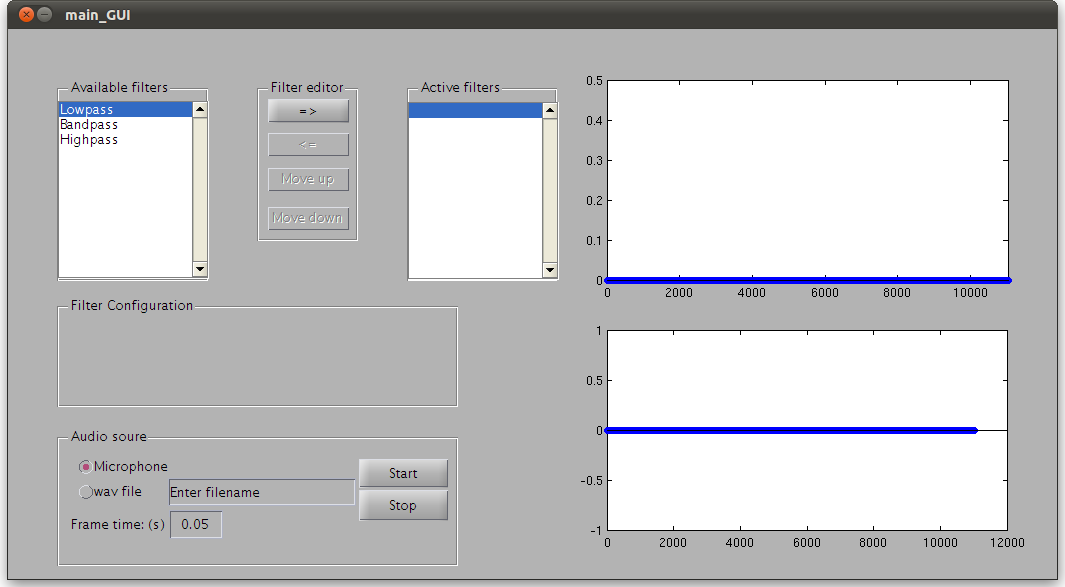 main_GUI
Available filters
Lowpass
Bandpass
Highpass
Filter editor
=>
<=
Move up
Move down
Active filters
0.5
0.4
0.3
0.2
0.1
0
0 2000 4000 6000 8000 10000
Filter Configuration
1
0.5
0
-0.5
-1
0 2000 4000 6000 8000 10000 12000
Audio soure
Microphone
wav file Enter filename
Frame time: (s) 0.05
Start
Stop